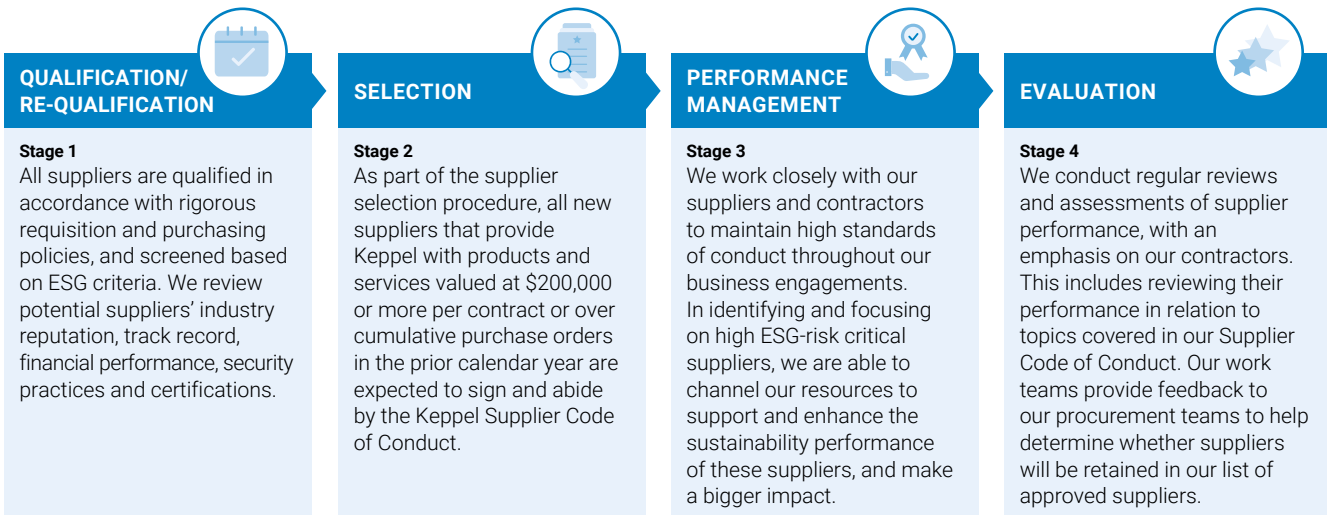 QUALIFICATION/
RE-QUALIFICATION
Stage 1
All suppliers are qualified in
accordance with rigorous
requisition and purchasing
policies, and screened based
on ESG criteria. We review
potential suppliers’ industry
reputation, track record,
financial performance, security
practices and certifications.
SELECTION
Stage 2
As part of the supplier
selection procedure, all new
suppliers that provide
Keppel with products and
services valued at $200,000
or more per contract or over
cumulative purchase orders
in the prior calendar year are
expected to sign and abide
by the Keppel Supplier Code
of Conduct.
PERFORMANCE
MANAGEMENT
Stage 3
We work closely with our
suppliers and contractors
to maintain high standards
of conduct throughout our
business engagements.
In identifying and focusing
on high ESG-risk critical
suppliers, we are able to
channel our resources to
support and enhance the
sustainability performance
of these suppliers, and make
a bigger impact.
EVALUATION
Stage 4
We conduct regular reviews
and assessments of supplier
performance, with an
emphasis on our contractors.
This includes reviewing their
performance in relation to
topics covered in our Supplier
Code of Conduct. Our work
teams provide feedback to
our procurement teams to help
determine whether suppliers
will be retained in our list of
approved suppliers.